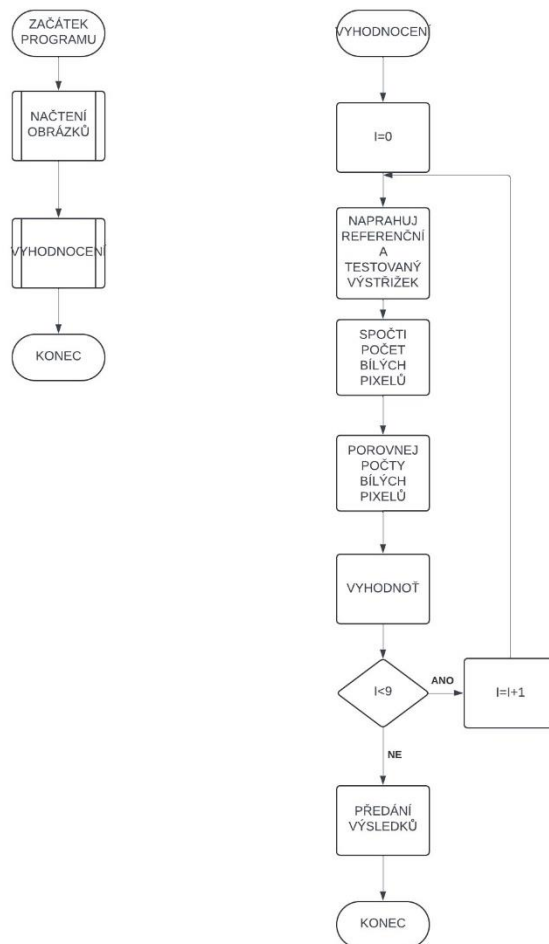 ZAČÁTEK
PROGRAMU
NAČTENÍ
OBRÁZKŮ
VYHODNOCENÍ
KONEC
VYHODNOCENÍ
I=0
NAPRAHUJ
REFERENČNÍ
A
TESTOVANÝ
VÝSTŘIŽEK
SPOČTI
POČET
BÍLÝCH
PIXELŮ
POROVNEJ
POČTY
BÍLÝCH
PIXELŮ
VYHODNOŤ
I<9
ANO
I=I+1
NE
PŘEDÁNÍ
VÝSLEDKŮ
KONEC